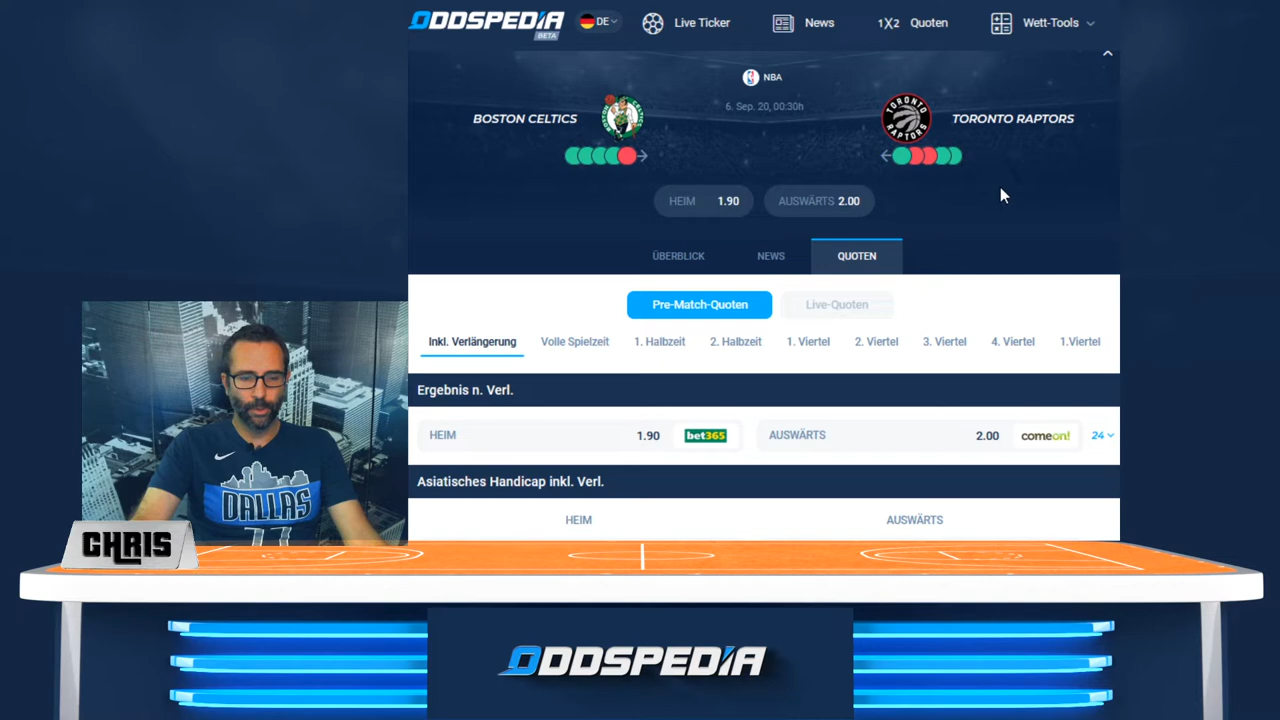 ODDSPEDIA
BETA
DE
Live Ticker
News
1X2 Quoten
Wett-Tools
NBA
6. Sep. 20, 00:30h
BOSTON CELTICS
TORONTO RAPTORS
TORONTO
RAPTORS
HEIM 1.90
AUSWÄRTS 2.00
ÜBERBLICK
NEWS
QUOTEN
Pre-Match-Quoten
Live-Quoten
Inkl. Verlängerung
Volle Spielzeit
1. Halbzeit
2. Halbzeit
1. Viertel
2. Viertel
3. Viertel
4. Viertel
1.Viertel
Ergebnis n. Verl.
HEIM 1.90 bet365
AUSWÄRTS 2.00 comeon!
24
Asiatisches Handicap inkl. Verl.
HEIM
AUSWÄRTS
DALLAS
77
CHRIS
ODDSPEDIA